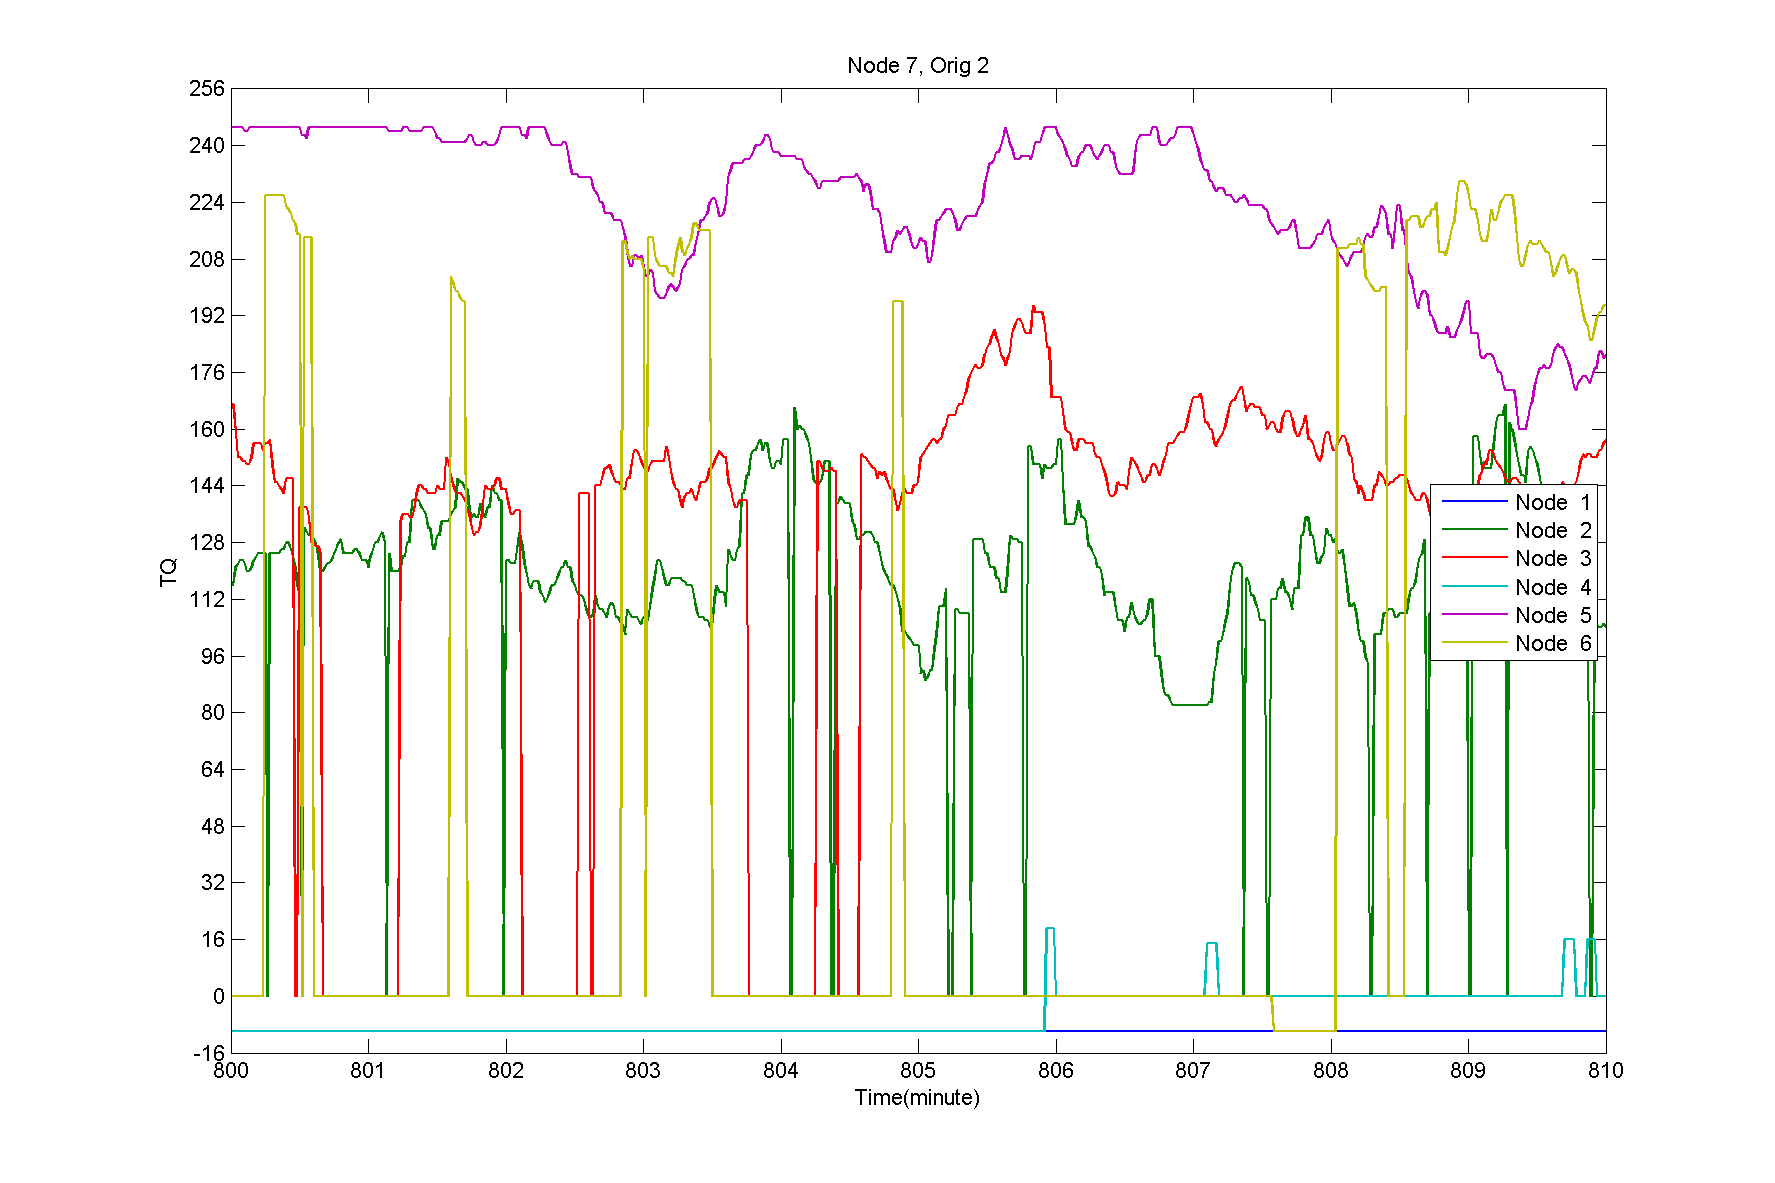 Node 7, Orig 2
256
240
224
208
192
176
160
144
128
112
96
80
64
48
32
16
0
-16
TQ
Node 1
Node 2
Node 3
Node 4
Node 5
Node 6
800 801 802 803 804 805 806 807 808 809 810
Time(minute)